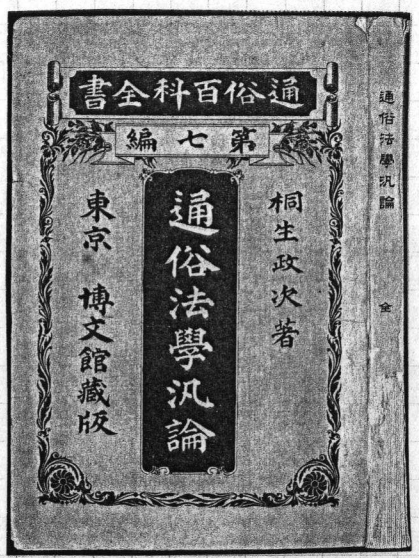 通俗百科全書
第七編
桐生政次著
通俗法學汎論
東京 博文館藏版
通俗法學汎論 全